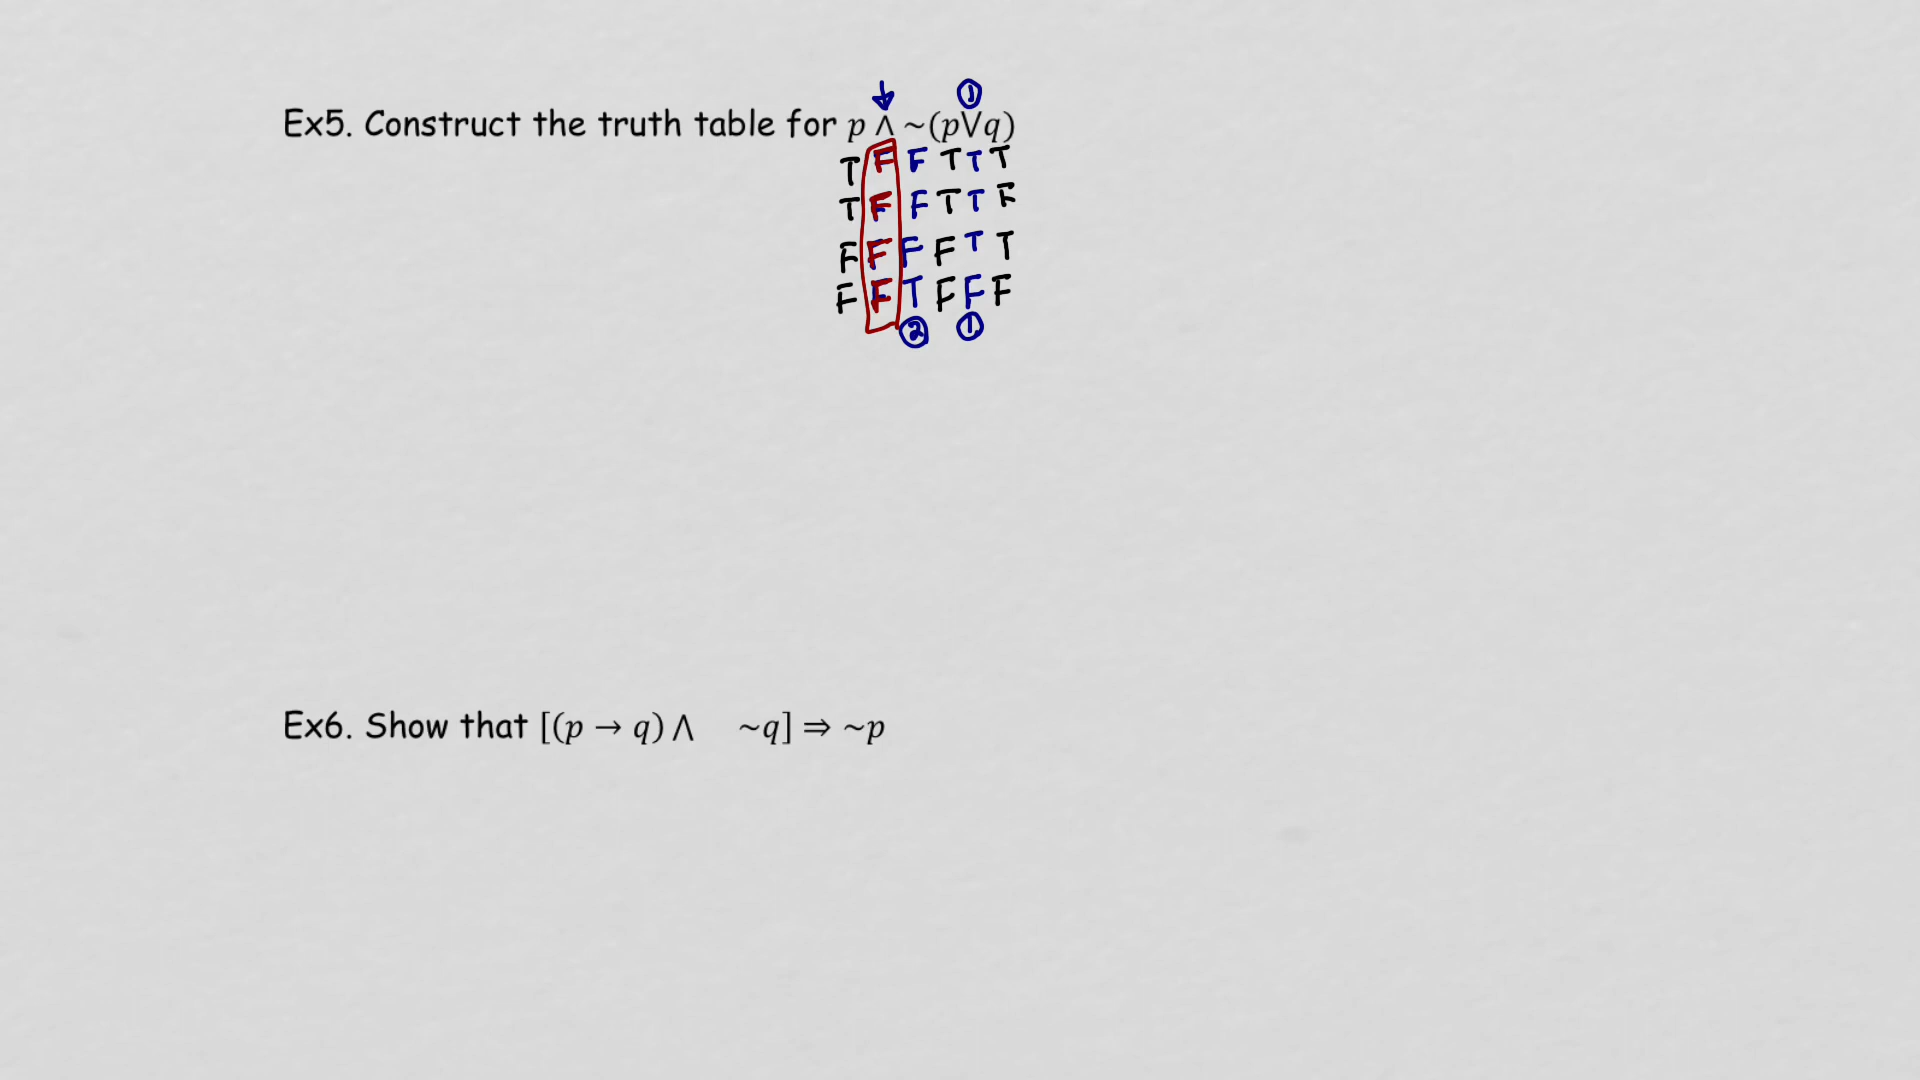 ↓ ①
Ex5. Construct the truth table for p ∧ ~(p⋁q)
T F F T T T
T F F T T F
F F F F T T
F F T F F F
② ①
Ex6. Show that [(p → q) ⋀ ~q] ⇒ ~p